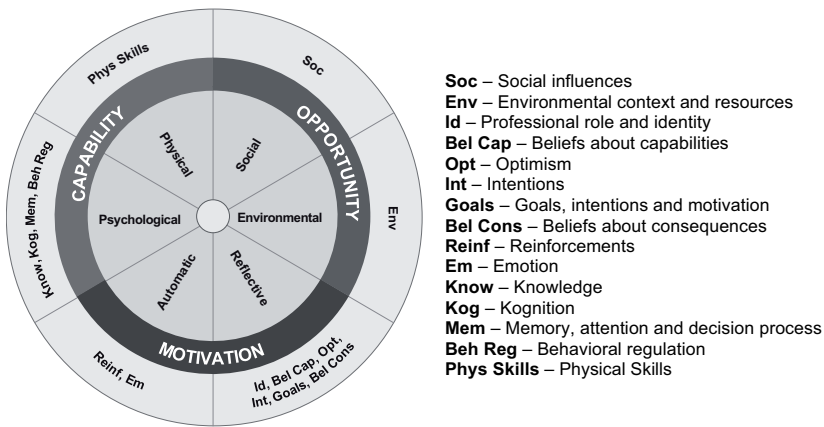 Phys Skills
Soc
Know, Kog, Mem, Beh Reg
CAPABILITY
OPPORTUNITY
Physical
Social
Psychological
Environmental
Env
Automatic
Reflective
MOTIVATION
Reinf, Em
Id, Bel Cap, Opt,
Int, Goals, Bel Cons
Soc – Social influences
Env – Environmental context and resources
Id – Professional role and identity
Bel Cap – Beliefs about capabilities
Opt – Optimism
Int – Intentions
Goals – Goals, intentions and motivation
Bel Cons – Beliefs about consequences
Reinf – Reinforcements
Em – Emotion
Know – Knowledge
Kog – Kognition
Mem – Memory, attention and decision process
Beh Reg – Behavioral regulation
Phys Skills – Physical Skills